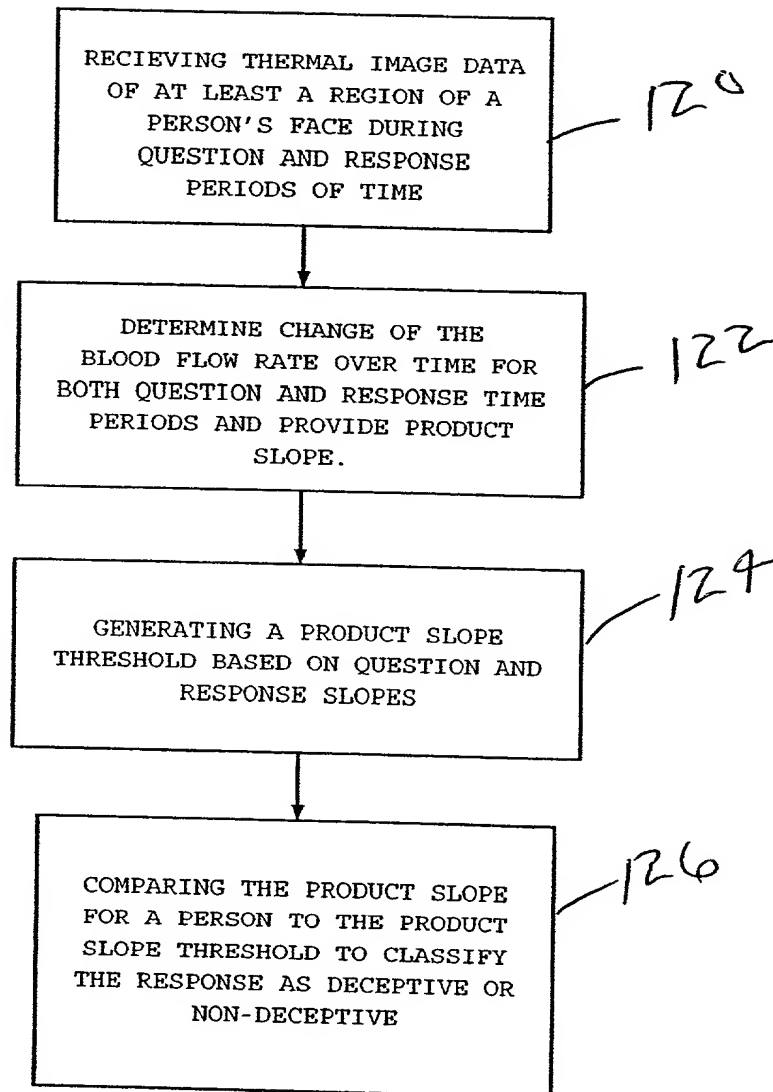 RECIEVING THERMAL IMAGE DATA
OF AT LEAST A REGION OF A
PERSON'S FACE DURING
QUESTION AND RESPONSE
PERIODS OF TIME
120
DETERMINE CHANGE OF THE
BLOOD FLOW RATE OVER TIME FOR
BOTH QUESTION AND RESPONSE TIME
PERIODS AND PROVIDE PRODUCT
SLOPE.
122
GENERATING A PRODUCT SLOPE
THRESHOLD BASED ON QUESTION AND
RESPONSE SLOPES
124
COMPARING THE PRODUCT SLOPE
FOR A PERSON TO THE PRODUCT
SLOPE THRESHOLD TO CLASSIFY
THE RESPONSE AS DECEPTIVE OR
NON-DECEPTIVE
126